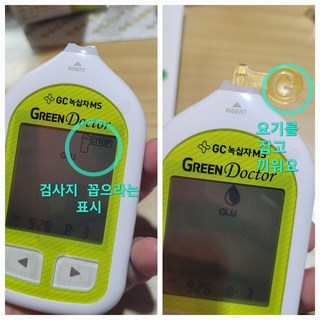 INSERT
GC 녹십자MS
GREEN Doctor
STRIP
GLU
검사지 꼽으라는
표시
INSERT
요기를
잡고
끼워요
GC 녹십자MS
GREEN Doctor
GLU